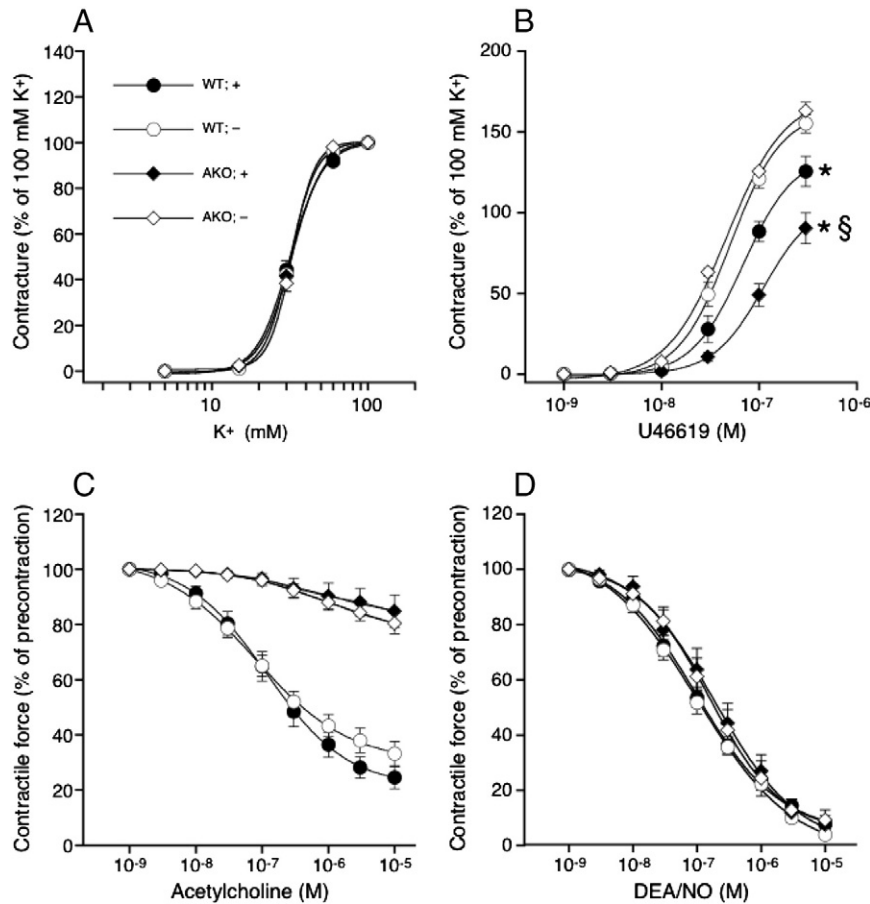 A
Contracture (% of 100 mM K+)
140
120
100
80
60
40
20
0
WT; +
WT; –
AKO; +
AKO; –
10
100
K+ (mM)
B
Contracture (% of 100 mM K+)
200
150
100
50
0
*
* §
10-9
10-8
10-7
10-6
U46619 (M)
C
Contractile force (% of precontraction)
120
100
80
60
40
20
0
10-9
10-8
10-7
10-6
10-5
Acetylcholine (M)
D
Contractile force (% of precontraction)
120
100
80
60
40
20
0
10-9
10-8
10-7
10-6
10-5
DEA/NO (M)